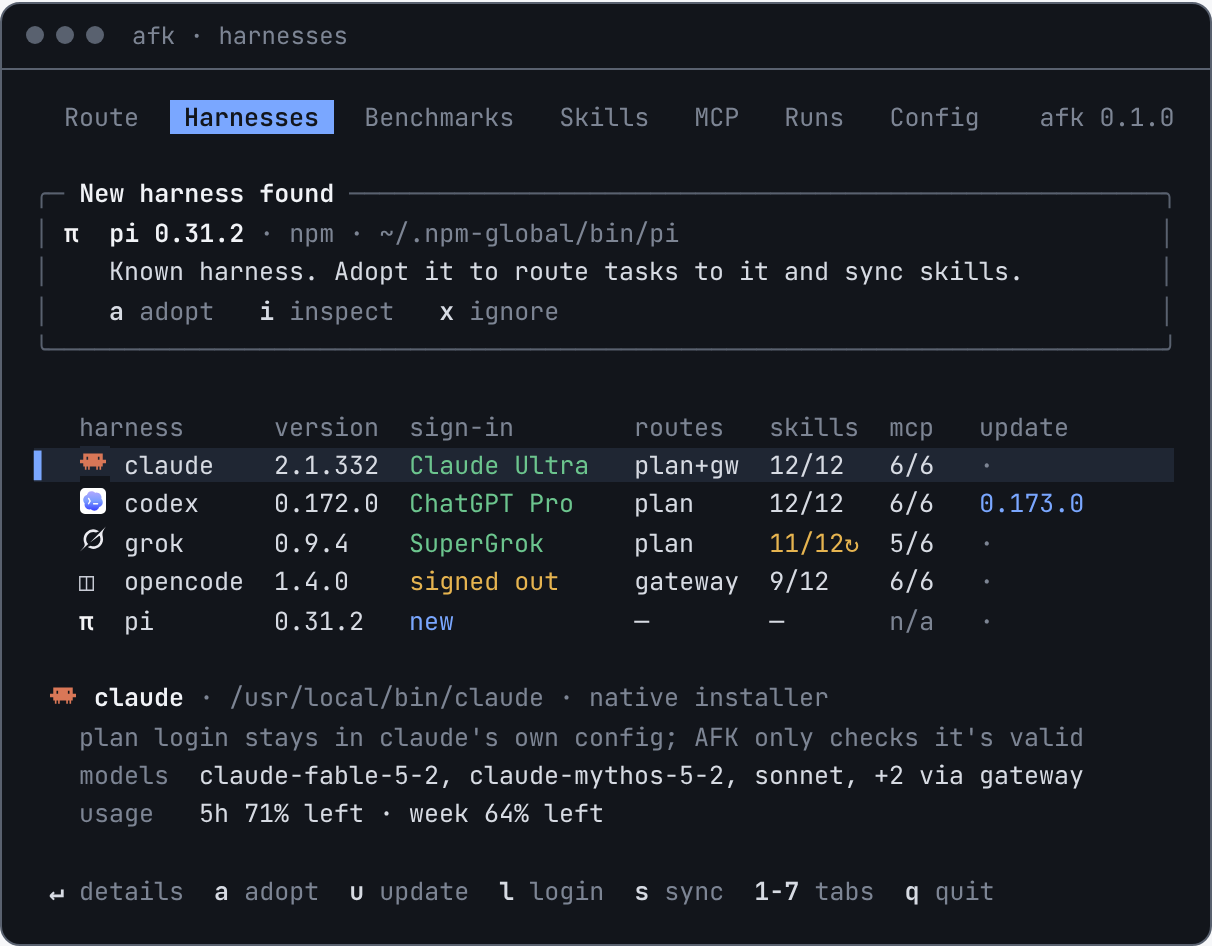 afk · harnesses
Route Harnesses Benchmarks Skills MCP Runs Config afk 0.1.0
New harness found
π pi 0.31.2 · npm · ~/.npm-global/bin/pi
Known harness. Adopt it to route tasks to it and sync skills.
a adopt i inspect x ignore
harness version sign-in routes skills mcp update
claude 2.1.332 Claude Ultra plan+gw 12/12 6/6 ·
codex 0.172.0 ChatGPT Pro plan 12/12 6/6 0.173.0
grok 0.9.4 SuperGrok plan 11/12↻ 5/6 ·
opencode 1.4.0 signed out gateway 9/12 6/6 ·
π pi 0.31.2 new — — n/a ·
claude · /usr/local/bin/claude · native installer
plan login stays in claude's own config; AFK only checks it's valid
models claude-fable-5-2, claude-mythos-5-2, sonnet, +2 via gateway
usage 5h 71% left · week 64% left
↵ details a adopt u update l login s sync 1-7 tabs q quit